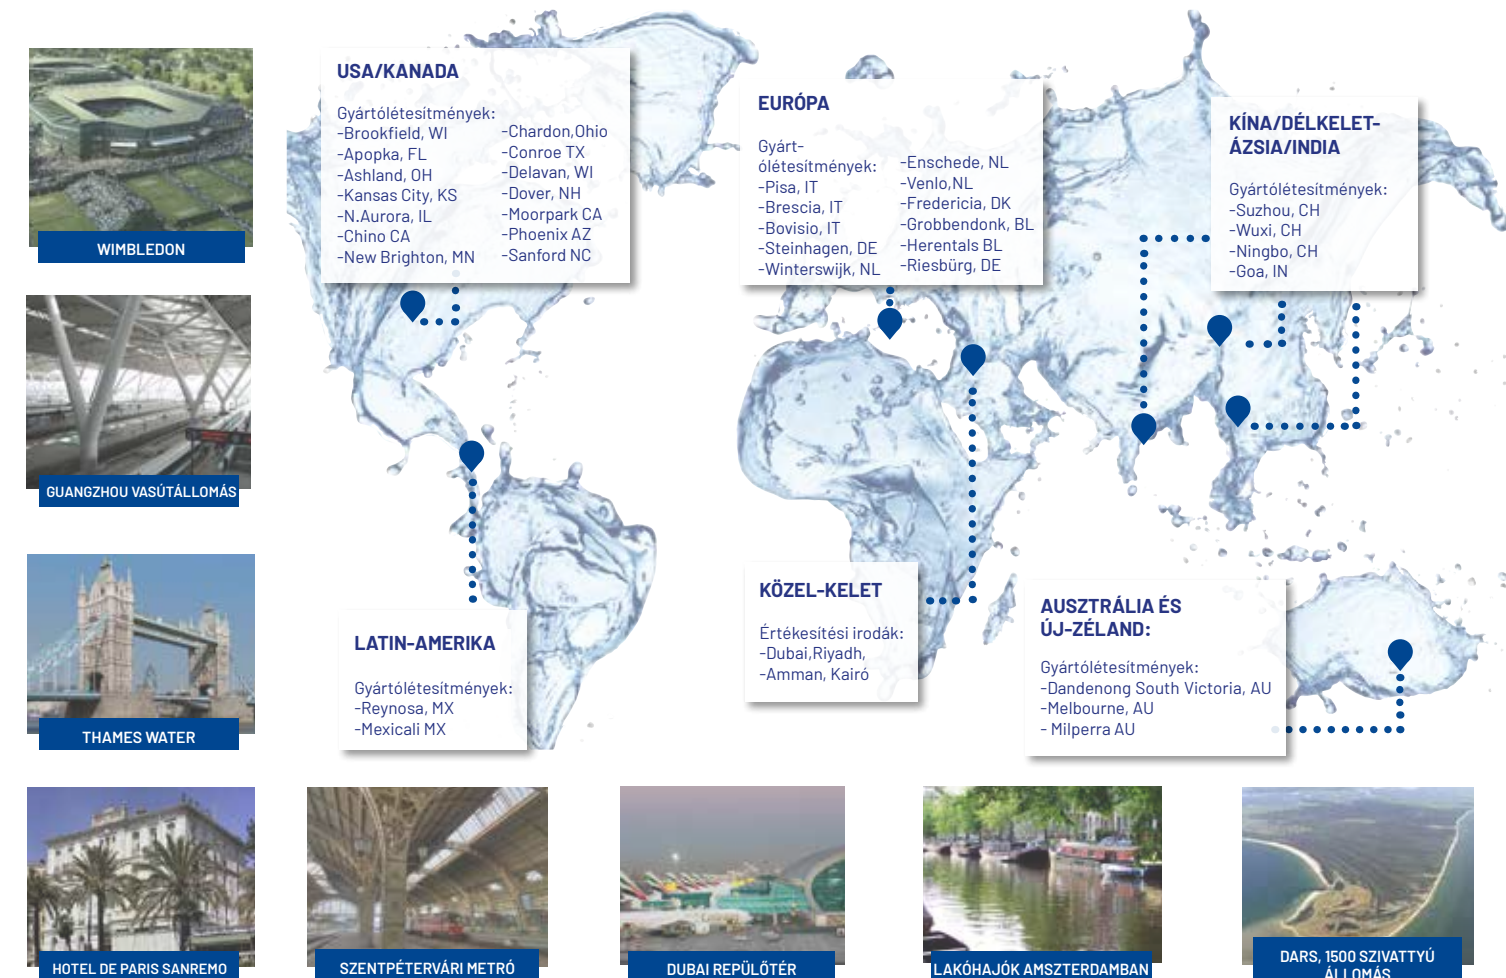 WIMBLEDON
GUANGZHOU VASÚTÁLLOMÁS
THAMES WATER
USA/KANADA
Gyártólétesítmények:
-Brookfield, WI
-Apopka, FL
-Ashland, OH
-Kansas City, KS
-N.Aurora, IL
-Chino CA
-New Brighton, MN
-Chardon,Ohio
-Conroe TX
-Delavan, WI
-Dover, NH
-Moorpark CA
-Phoenix AZ
-Sanford NC
EURÓPA
Gyárt-
ólétesítmények:
-Pisa, IT
-Brescia, IT
-Bovisio, IT
-Steinhagen, DE
-Winterswijk, NL
-Enschede, NL
-Venlo,NL
-Fredericia, DK
-Grobbendonk, BL
-Herentals BL
-Riesbürg, DE
KÍNA/DÉLKELET-
ÁZSIA/INDIA
Gyártólétesítmények:
-Suzhou, CH
-Wuxi, CH
-Ningbo, CH
-Goa, IN
LATIN-AMERIKA
Gyártólétesítmények:
-Reynosa, MX
-Mexicali MX
KÖZEL-KELET
Értékesítési irodák:
-Dubai,Riyadh,
-Amman, Kairó
AUSZTRÁLIA ÉS
ÚJ-ZÉLAND:
Gyártólétesítmények:
-Dandenong South Victoria, AU
-Melbourne, AU
- Milperra AU
HOTEL DE PARIS SANREMO
SZENTPÉTERVÁRI METRÓ
DUBAI REPÜLŐTÉR
LAKÓHAJÓK AMSZTERDAMBAN
DARS, 1500 SZIVATTYÚ
ÁLLOMÁS